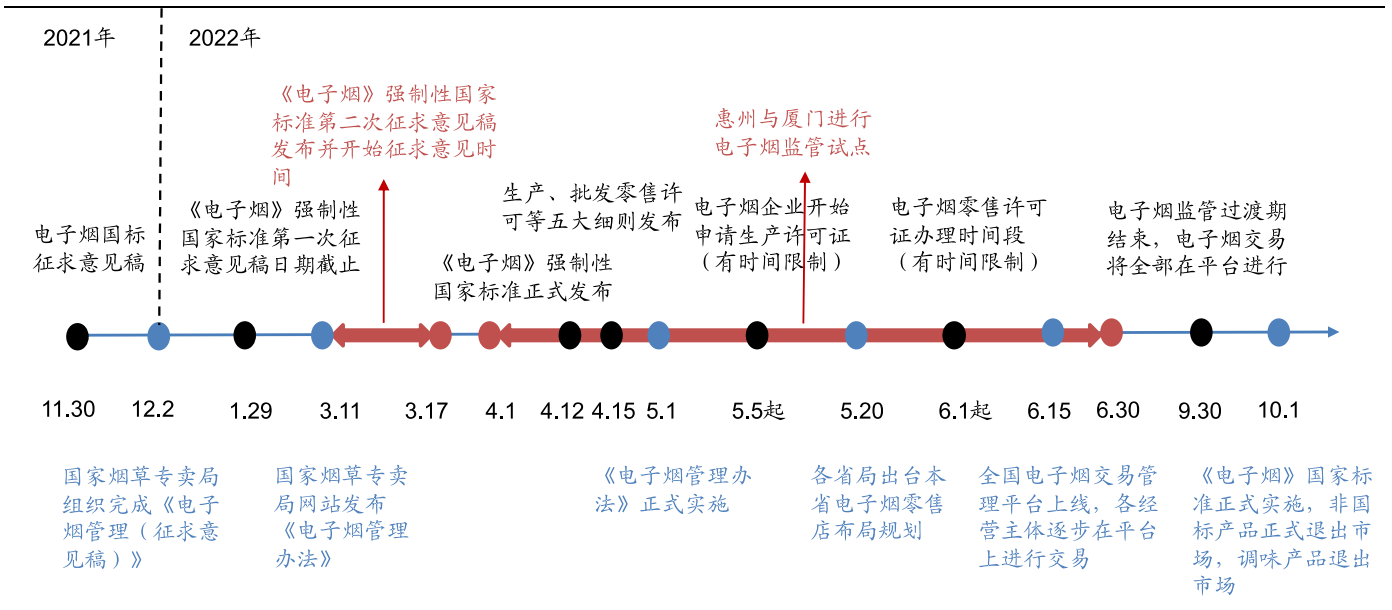 2021年
2022年
《电子烟》强制性国家
标准第二次征求意见稿
发布并开始征求意见时
间
惠州与厦门进行
电子烟监管试点
电子烟国标
征求意见稿
《电子烟》强制性
国家标准第一次征
求意见稿日期截止
《电子烟》强制性
国家标准正式发布
生产、批发零售许
可等五大细则发布
电子烟企业开始
申请生产许可证
（有时间限制）
电子烟零售许可
证办理时间段
（有时间限制）
电子烟监管过渡期
结束，电子烟交易
将全部在平台进行
11.30
12.2
1.29
3.11
3.17
4.1
4.12
4.15
5.1
5.5起
5.20
6.1起
6.15
6.30
9.30
10.1
国家烟草专卖局
组织完成《电子
烟管理（征求意
见稿）》
国家烟草专卖
局网站发布
《电子烟管理
办法》
《电子烟管理办
法》正式实施
各省局出台本
省电子烟零售
店布局规划
全国电子烟交易管
理平台上线，各经
营主体逐步在平台
上进行交易
《电子烟》国家标
准正式实施，非国
标产品正式退出市
场，调味产品退出
市场